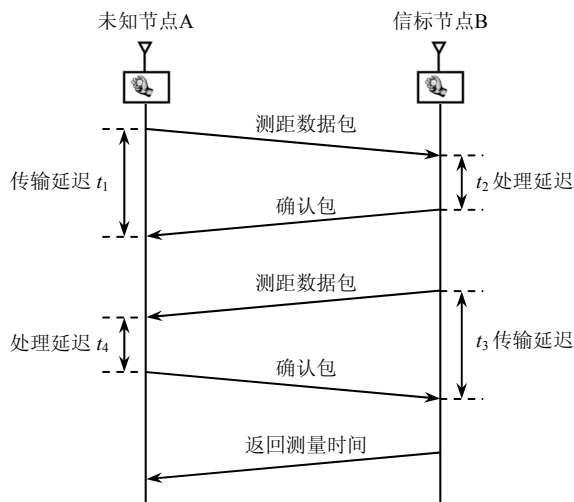 未知节点A
信标节点B
测距数据包
传输延迟 t₁
t₂ 处理延迟
确认包
测距数据包
处理延迟 t₄
t₃ 传输延迟
确认包
返回测量时间